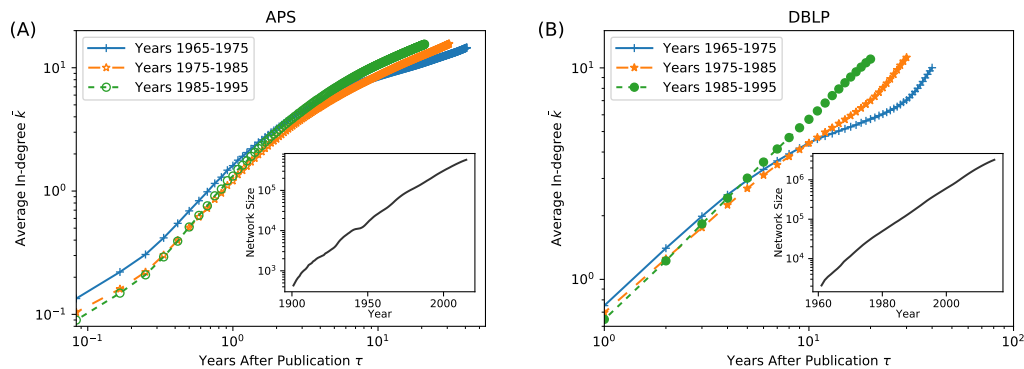 (A)
APS
Average In-degree k̄
10¹
10⁰
10⁻¹
Years 1965-1975
Years 1975-1985
Years 1985-1995
Network Size
10⁵
10⁴
10³
1900
1950
2000
Year
10⁻¹
10⁰
10¹
Years After Publication τ
(B)
DBLP
Average In-degree k̄
10¹
10⁰
Years 1965-1975
Years 1975-1985
Years 1985-1995
Network Size
10⁶
10⁵
10⁴
1960
1980
2000
Year
10⁰
10¹
10²
Years After Publication τ